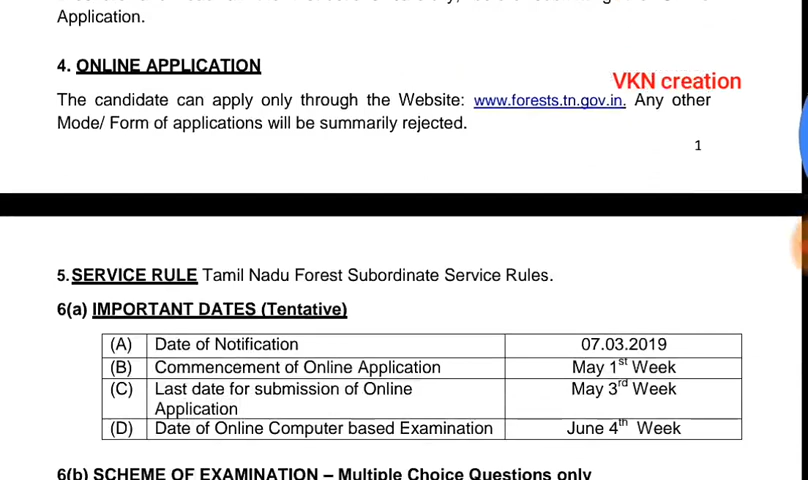 Application.
4. ONLINE APPLICATION
VKN creation
The candidate can apply only through the Website: www.forests.tn.gov.in. Any other
Mode/ Form of applications will be summarily rejected.
1
5. SERVICE RULE Tamil Nadu Forest Subordinate Service Rules.
6(a) IMPORTANT DATES (Tentative)
(A) Date of Notification 07.03.2019
(B) Commencement of Online Application May 1st Week
(C) Last date for submission of Online May 3rd Week
Application
(D) Date of Online Computer based Examination June 4th Week
6(b) SCHEME OF EXAMINATION – Multiple Choice Questions only